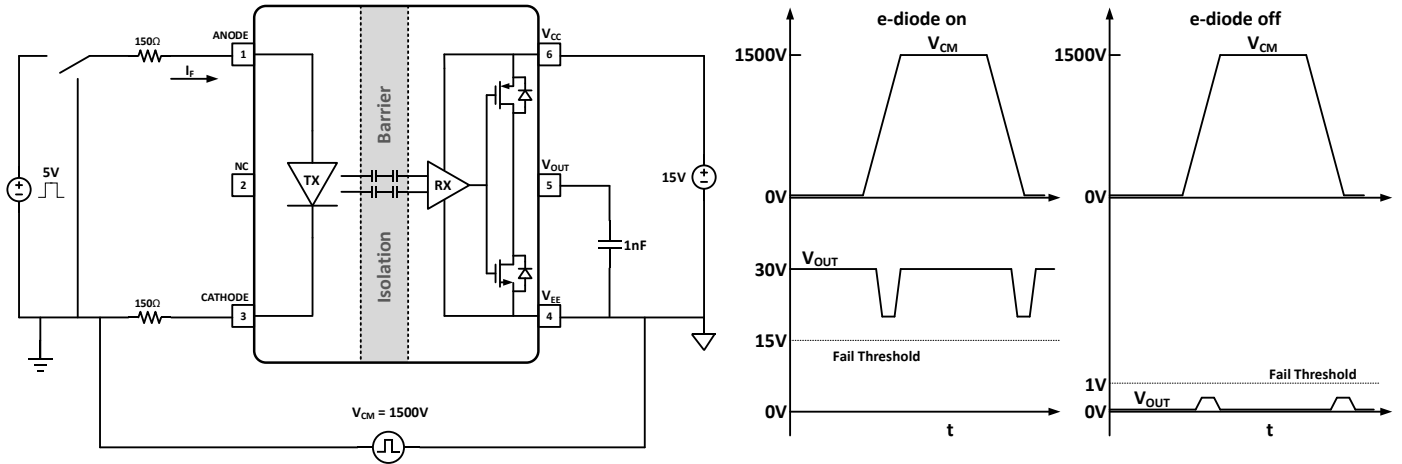 150Ω
I_F
ANODE
1
NC
2
CATHODE
3
5V
150Ω
TX
Isolation Barrier
RX
V_CC
6
V_OUT
5
V_EE
4
15V
1nF
V_CM = 1500V
e-diode on
1500V
V_CM
0V
30V
V_OUT
15V
Fail Threshold
0V
t
e-diode off
1500V
V_CM
0V
Fail Threshold
1V
V_OUT
0V
t